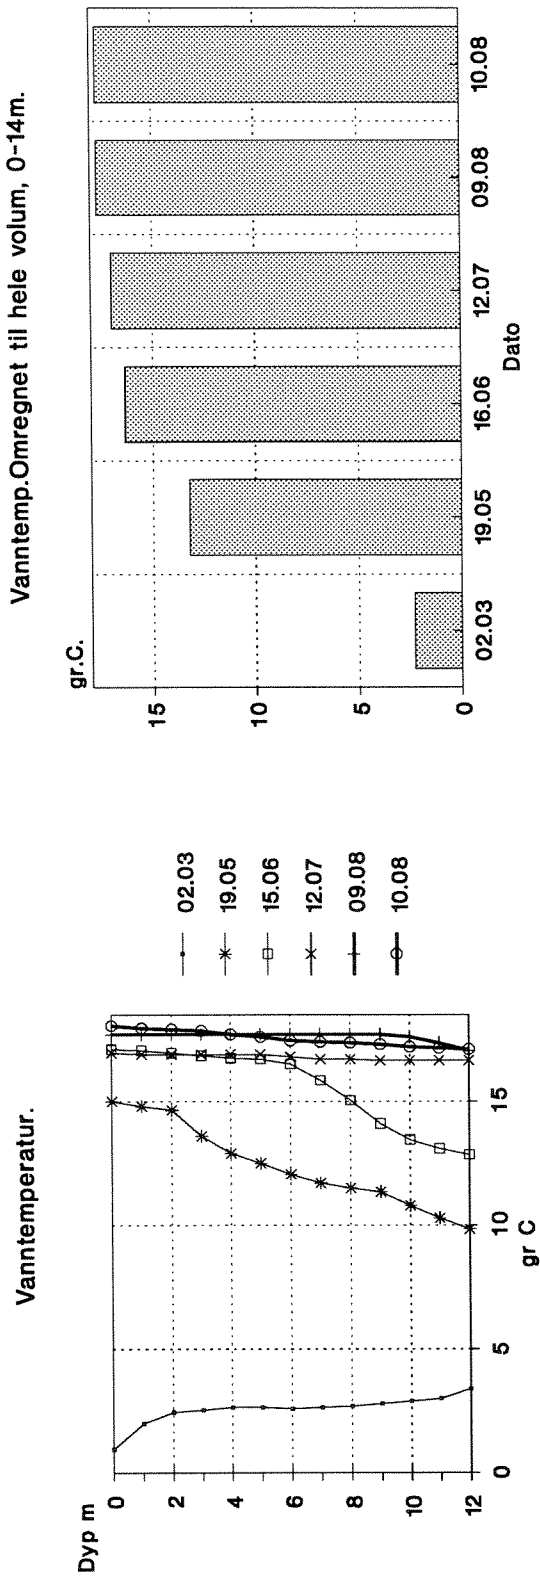 Vanntemperatur.
Dyp m
0
2
4
6
8
10
12
0 5 10 15
gr C
02.03
19.05
15.06
12.07
09.08
10.08
Vanntemp.Omregnet til hele volum, 0-14m.
gr.C.
15
10
5
0
02.03 19.05 16.06 12.07 09.08 10.08
Dato